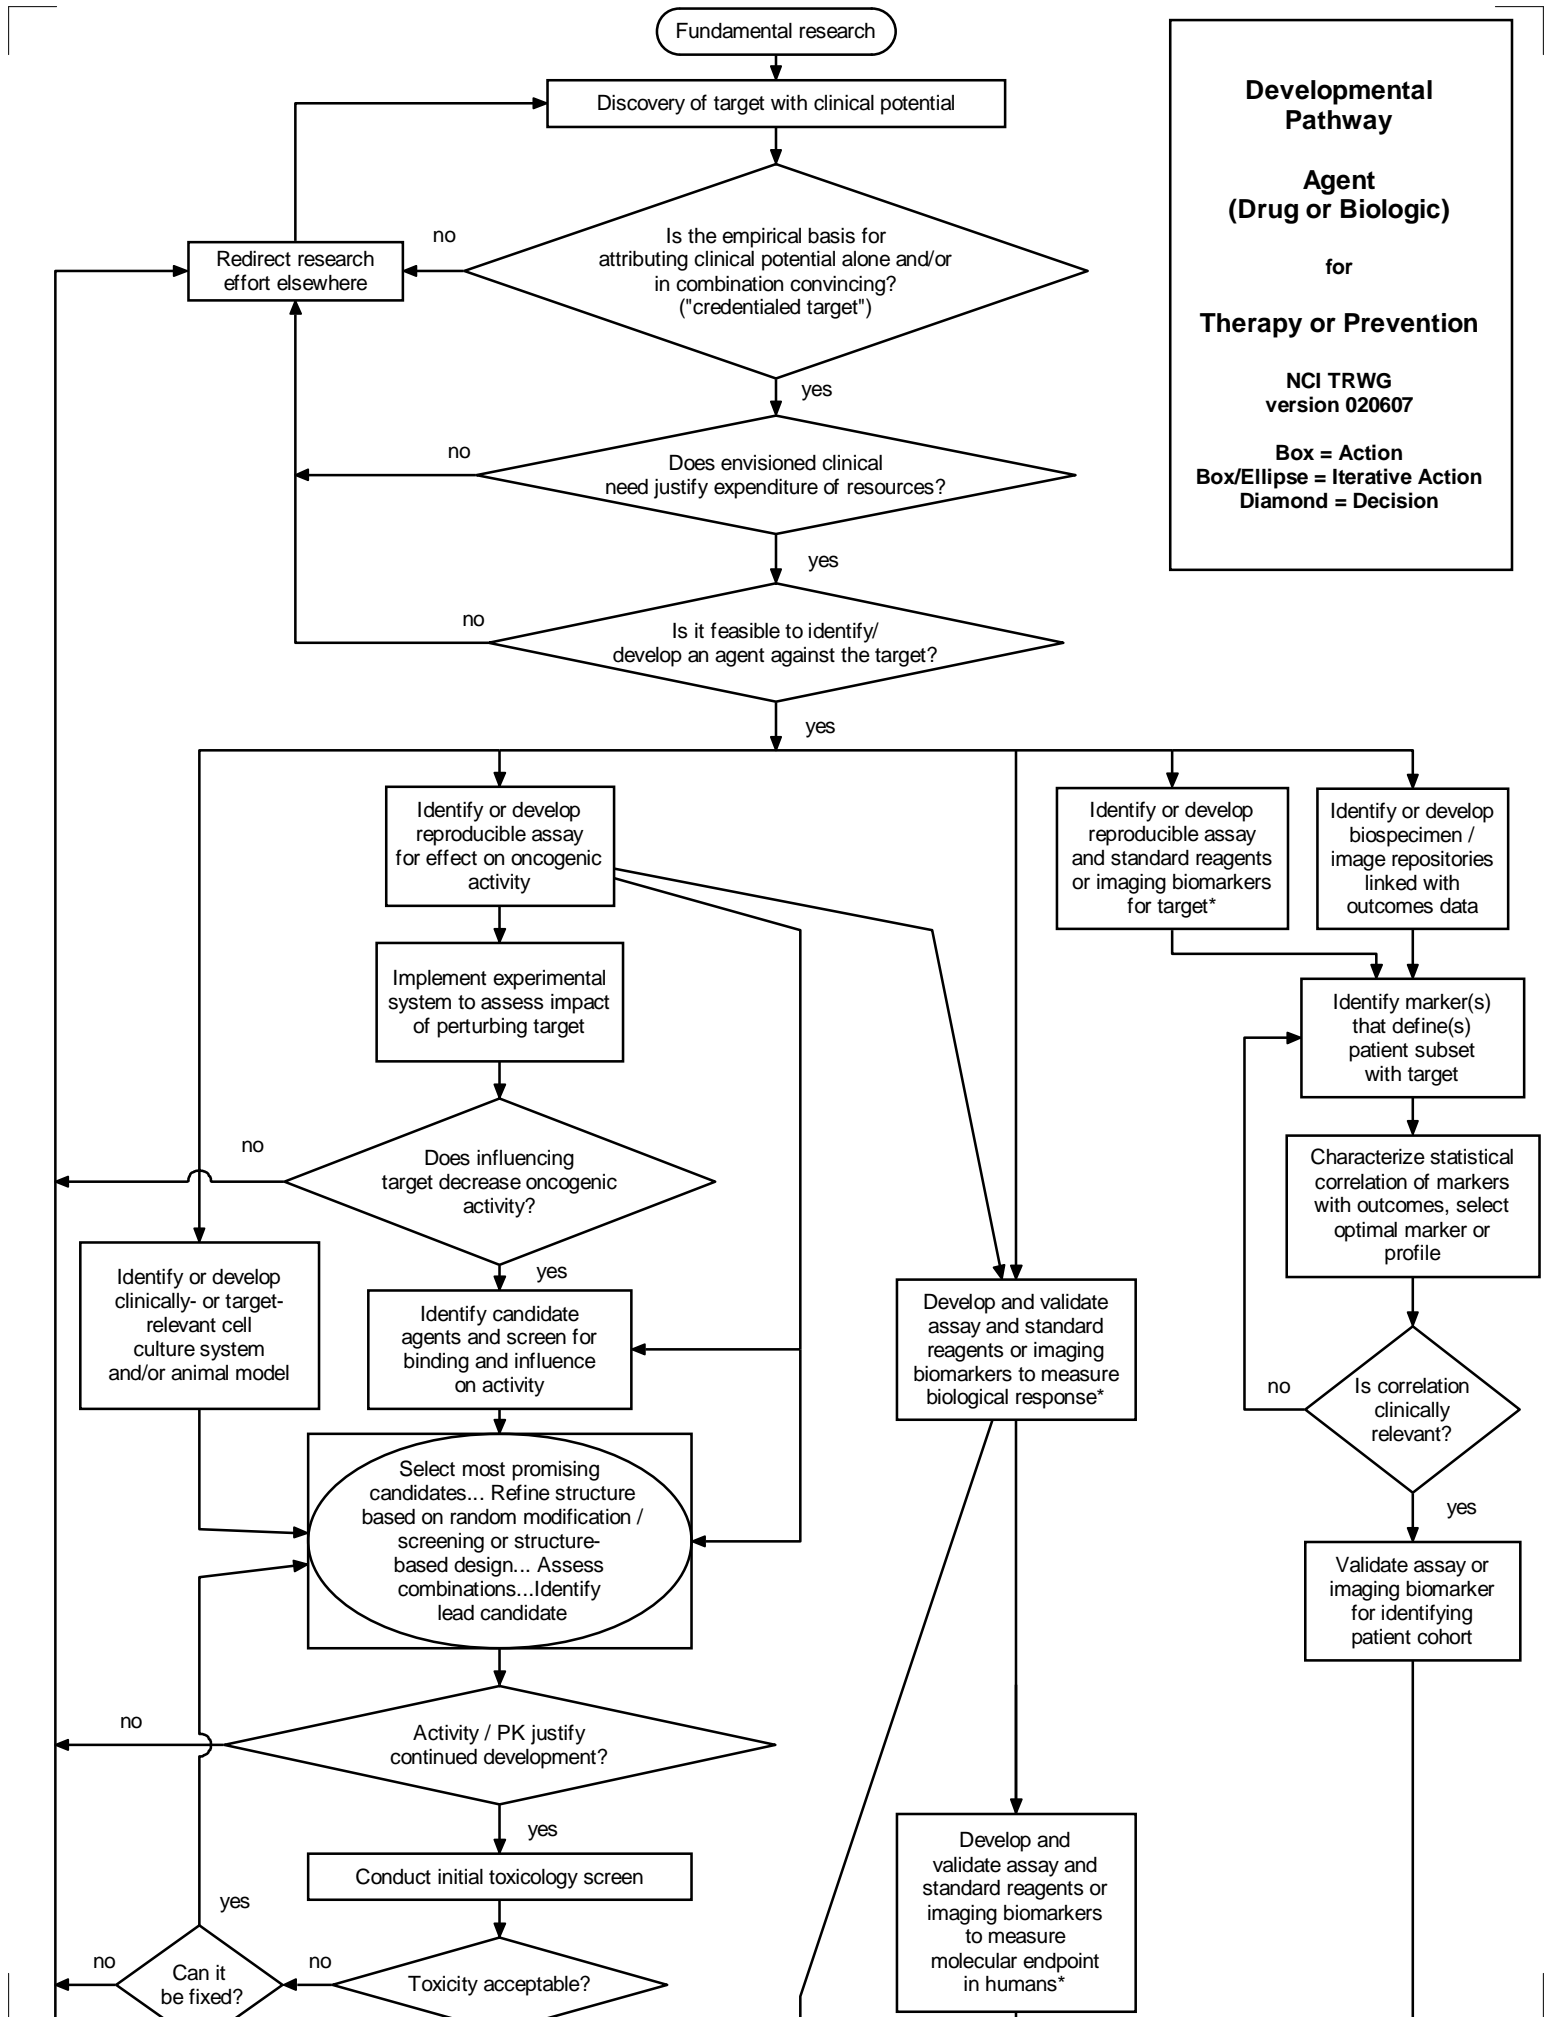 Fundamental research
Discovery of target with clinical potential
Developmental
Pathway
Agent
(Drug or Biologic)
for
Therapy or Prevention
NCI TRWG
version 020607
Box = Action
Box/Ellipse = Iterative Action
Diamond = Decision
Is the empirical basis for
attributing clinical potential alone and/or
in combination convincing?
("credentialed target")
no
Redirect research
effort elsewhere
yes
Does envisioned clinical
need justify expenditure of resources?
no
yes
Is it feasible to identify/
develop an agent against the target?
no
yes
Identify or develop
reproducible assay
for effect on oncogenic
activity
Identify or develop
reproducible assay
and standard reagents
or imaging biomarkers
for target*
Identify or develop
biospecimen /
image repositories
linked with
outcomes data
Implement experimental
system to assess impact
of perturbing target
Identify marker(s)
that define(s)
patient subset
with target
Does influencing
target decrease oncogenic
activity?
no
yes
Characterize statistical
correlation of markers
with outcomes, select
optimal marker or
profile
Identify or develop
clinically- or target-
relevant cell
culture system
and/or animal model
Identify candidate
agents and screen for
binding and influence
on activity
Develop and validate
assay and standard
reagents or imaging
biomarkers to measure
biological response*
Is correlation
clinically
relevant?
no
yes
Select most promising
candidates... Refine structure
based on random modification /
screening or structure-
based design... Assess
combinations...Identify
lead candidate
Validate assay or
imaging biomarker
for identifying
patient cohort
Activity / PK justify
continued development?
no
yes
Conduct initial toxicology screen
Develop and
validate assay and
standard reagents or
imaging biomarkers
to measure
molecular endpoint
in humans*
Toxicity acceptable?
no
Can it
be fixed?
yes
no